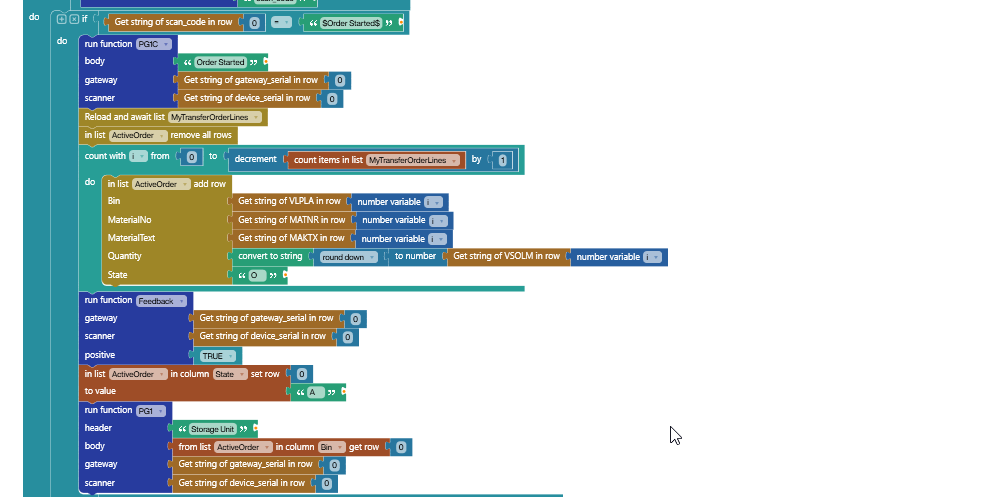 do if Get string of scan_code in row 0 = “ $Order Started$ ”
do run function PG1C
body “ Order Started ”
gateway Get string of gateway_serial in row 0
scanner Get string of device_serial in row 0
Reload and await list MyTransferOrderLines
in list ActiveOrder remove all rows
count with i from 0 to decrement count items in list MyTransferOrderLines by 1
do in list ActiveOrder add row
Bin Get string of VLPLA in row number variable i
MaterialNo Get string of MATNR in row number variable i
MaterialText Get string of MAKTX in row number variable i
Quantity convert to string round down to number Get string of VSOLM in row number variable i
State “ O ”
run function Feedback
gateway Get string of gateway_serial in row 0
scanner Get string of device_serial in row 0
positive TRUE
in list ActiveOrder in column State set row 0
to value “ A ”
run function PG1
header “ Storage Unit ”
body from list ActiveOrder in column Bin get row 0
gateway Get string of gateway_serial in row 0
scanner Get string of device_serial in row 0